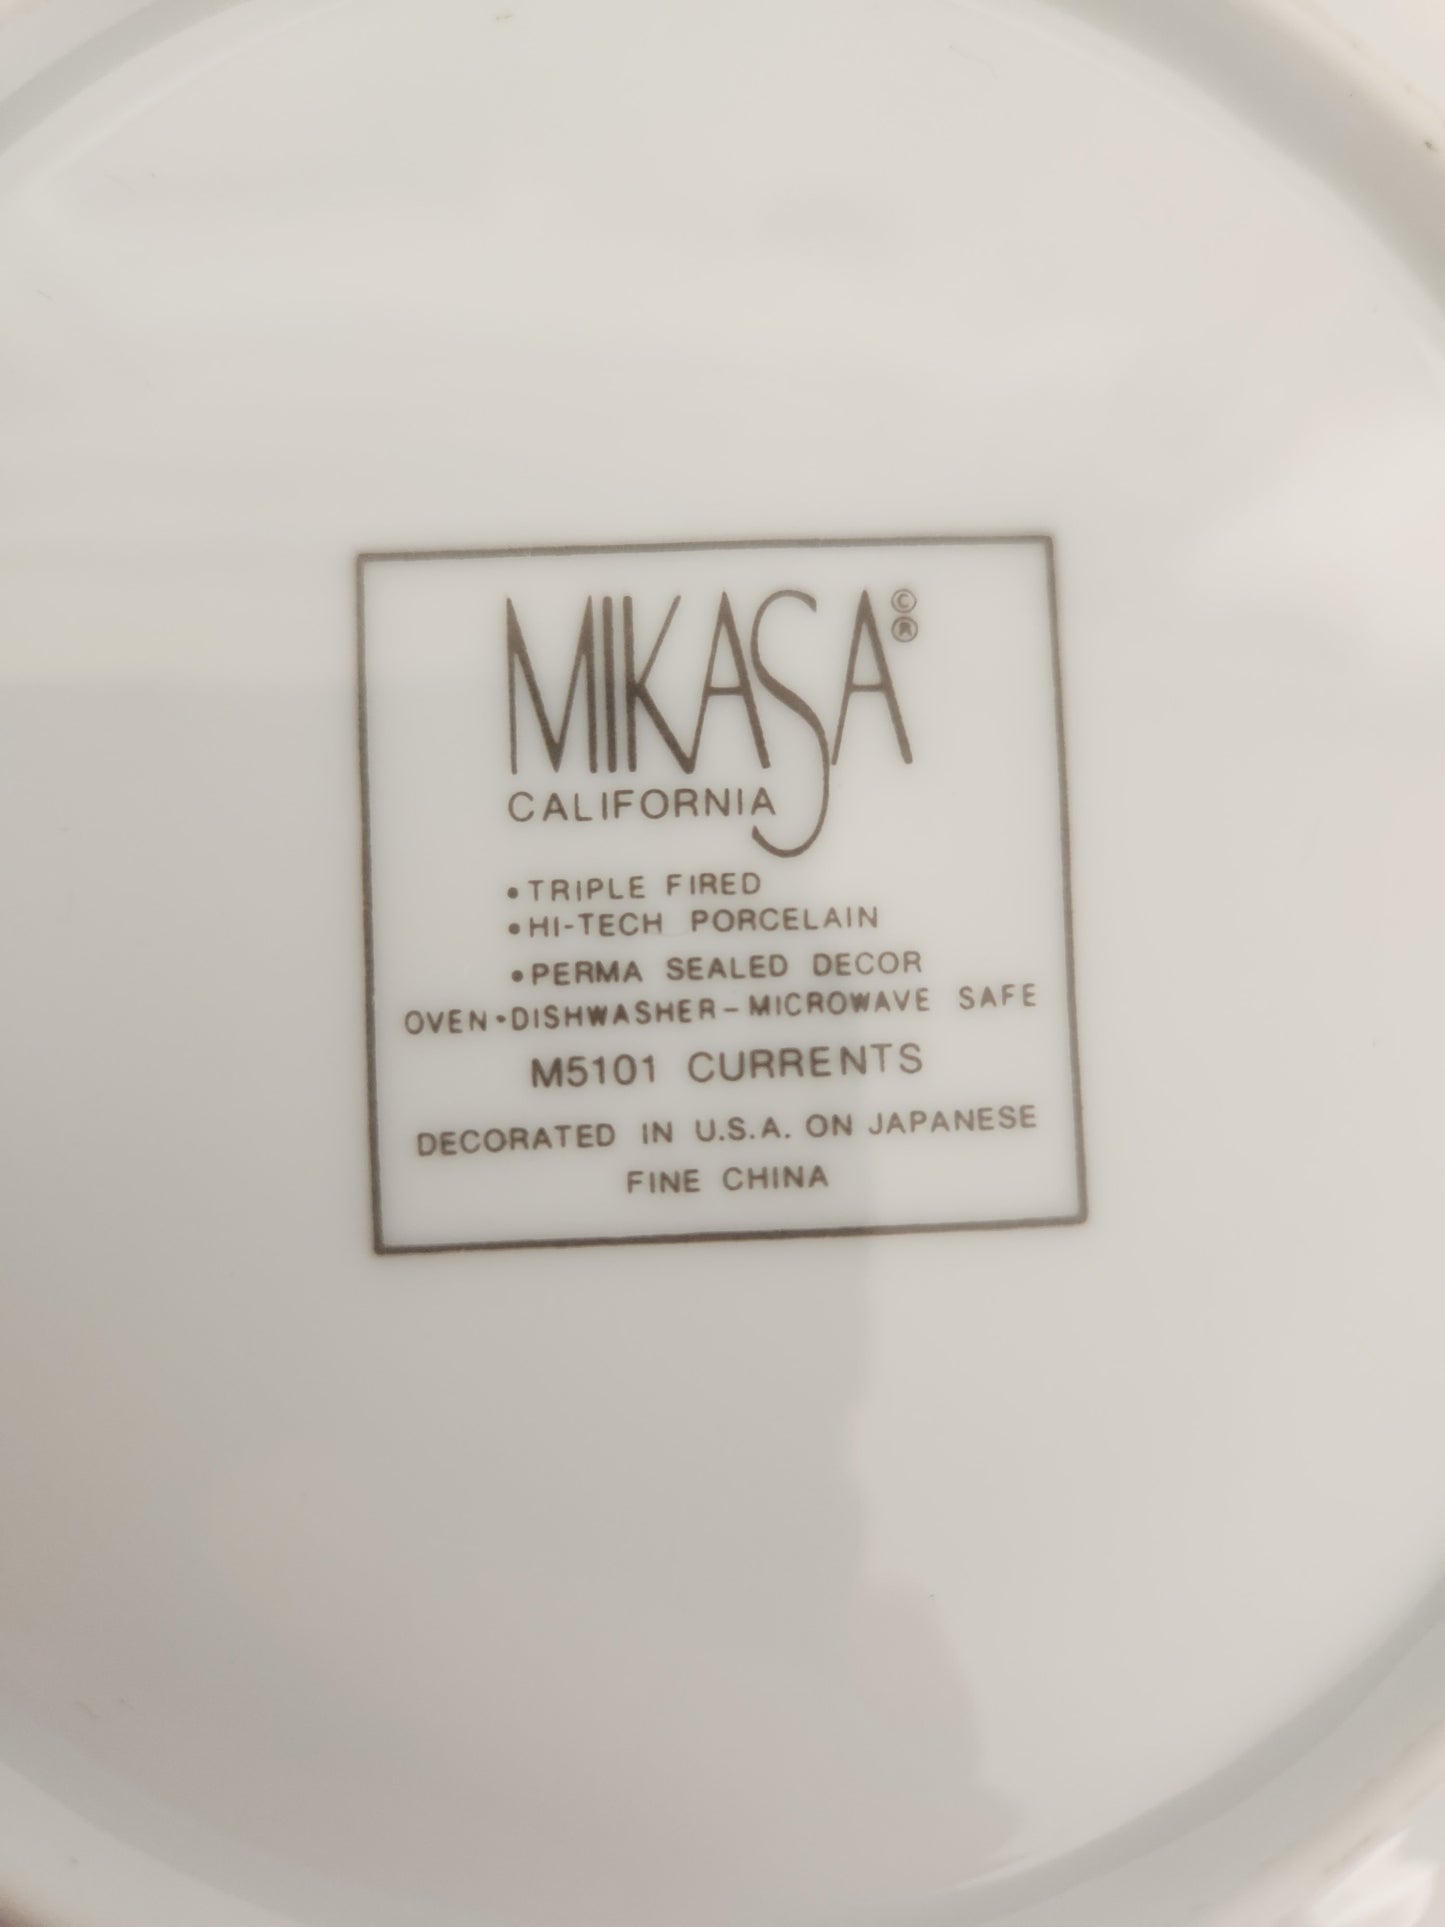 MIKASA ©
®
CALIFORNIA
•TRIPLE FIRED
•HI-TECH PORCELAIN
•PERMA SEALED DECOR
OVEN•DISHWASHER–MICROWAVE SAFE
M5101 CURRENTS
DECORATED IN U.S.A. ON JAPANESE
FINE CHINA